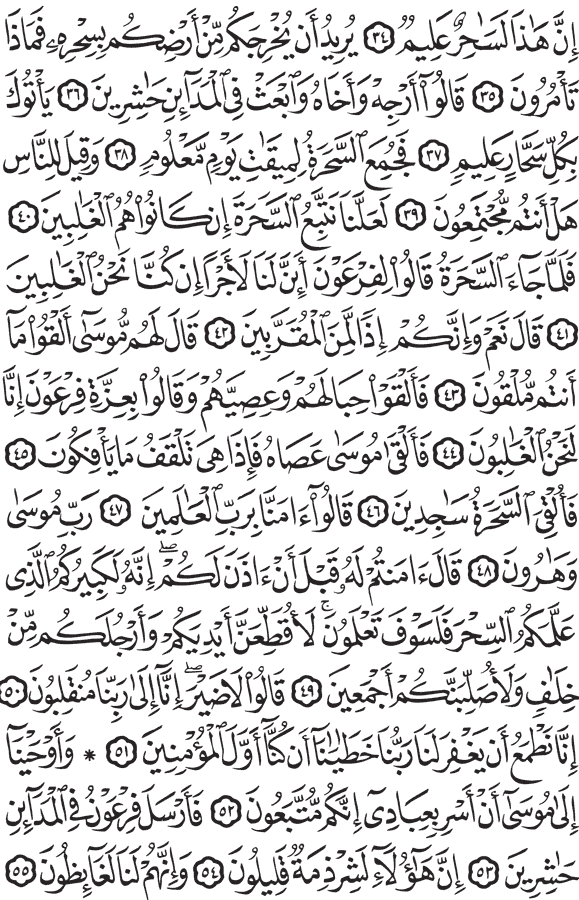 إِنَّ هَٰذَا لَسَٰحِرٌ عَلِيمٌ ٣٤ يُرِيدُ أَن يُخْرِجَكُم مِّنْ أَرْضِكُم بِسِحْرِهِۦ فَمَاذَا
تَأْمُرُونَ ٣٥ قَالُوٓا۟ أَرْجِهْ وَأَخَاهُ وَٱبْعَثْ فِى ٱلْمَدَآئِنِ حَٰشِرِينَ ٣٦ يَأْتُوكَ
بِكُلِّ سَحَّارٍ عَلِيمٍ ٣٧ فَجُمِعَ ٱلسَّحَرَةُ لِمِيقَٰتِ يَوْمٍ مَّعْلُومٍ ٣٨ وَقِيلَ لِلنَّاسِ
هَلْ أَنتُم مُّجْتَمِعُونَ ٣٩ لَعَلَّنَا نَتَّبِعُ ٱلسَّحَرَةَ إِن كَانُوا۟ هُمُ ٱلْغَٰلِبِينَ ٤٠
فَلَمَّا جَآءَ ٱلسَّحَرَةُ قَالُوا۟ لِفِرْعَوْنَ أَئِنَّ لَنَا لَأَجْرًا إِن كُنَّا نَحْنُ ٱلْغَٰلِبِينَ
٤١ قَالَ نَعَمْ وَإِنَّكُمْ إِذًا لَّمِنَ ٱلْمُقَرَّبِينَ ٤٢ قَالَ لَهُم مُّوسَىٰٓ أَلْقُوا۟ مَآ
أَنتُم مُّلْقُونَ ٤٣ فَأَلْقَوْا۟ حِبَالَهُمْ وَعِصِيَّهُمْ وَقَالُوا۟ بِعِزَّةِ فِرْعَوْنَ إِنَّا
لَنَحْنُ ٱلْغَٰلِبُونَ ٤٤ فَأَلْقَىٰ مُوسَىٰ عَصَاهُ فَإِذَا هِىَ تَلْقَفُ مَا يَأْفِكُونَ ٤٥
فَأُلْقِىَ ٱلسَّحَرَةُ سَٰجِدِينَ ٤٦ قَالُوٓا۟ ءَامَنَّا بِرَبِّ ٱلْعَٰلَمِينَ ٤٧ رَبِّ مُوسَىٰ
وَهَٰرُونَ ٤٨ قَالَ ءَامَنتُمْ لَهُۥ قَبْلَ أَنْ ءَاذَنَ لَكُمْ ۖ إِنَّهُۥ لَكَبِيرُكُمُ ٱلَّذِى
عَلَّمَكُمُ ٱلسِّحْرَ فَلَسَوْفَ تَعْلَمُونَ ۚ لَأُقَطِّعَنَّ أَيْدِيَكُمْ وَأَرْجُلَكُم مِّنْ
خِلَٰفٍ وَلَأُصَلِّبَنَّكُمْ أَجْمَعِينَ ٤٩ قَالُوا۟ لَا ضَيْرَ ۖ إِنَّآ إِلَىٰ رَبِّنَا مُنقَلِبُونَ ٥٠
إِنَّا نَطْمَعُ أَن يَغْفِرَ لَنَا رَبُّنَا خَطَٰيَٰنَآ أَن كُنَّآ أَوَّلَ ٱلْمُؤْمِنِينَ ٥١ * وَأَوْحَيْنَآ
إِلَىٰ مُوسَىٰٓ أَنْ أَسْرِ بِعِبَادِىٓ إِنَّكُم مُّتَّبَعُونَ ٥٢ فَأَرْسَلَ فِرْعَوْنُ فِى ٱلْمَدَآئِنِ
حَٰشِرِينَ ٥٣ إِنَّ هَٰٓؤُلَآءِ لَشِرْذِمَةٌ قَلِيلُونَ ٥٤ وَإِنَّهُمْ لَنَا لَغَآئِظُونَ ٥٥